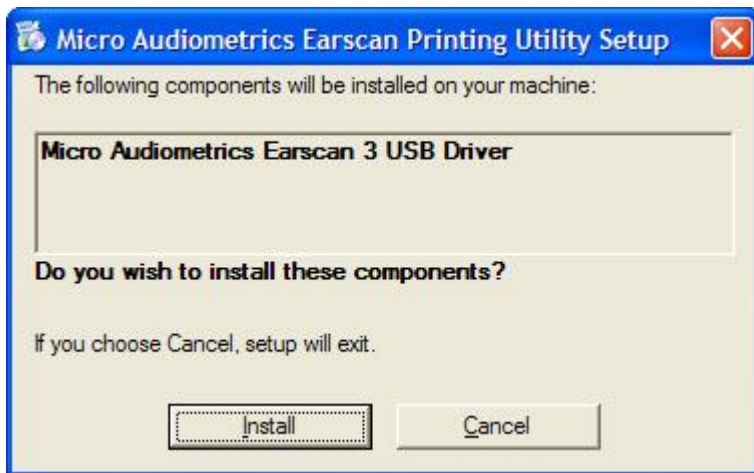 Micro Audiometrics Earscan Printing Utility Setup
The following components will be installed on your machine:
Micro Audiometrics Earscan 3 USB Driver
Do you wish to install these components?
If you choose Cancel, setup will exit.
Install
Cancel